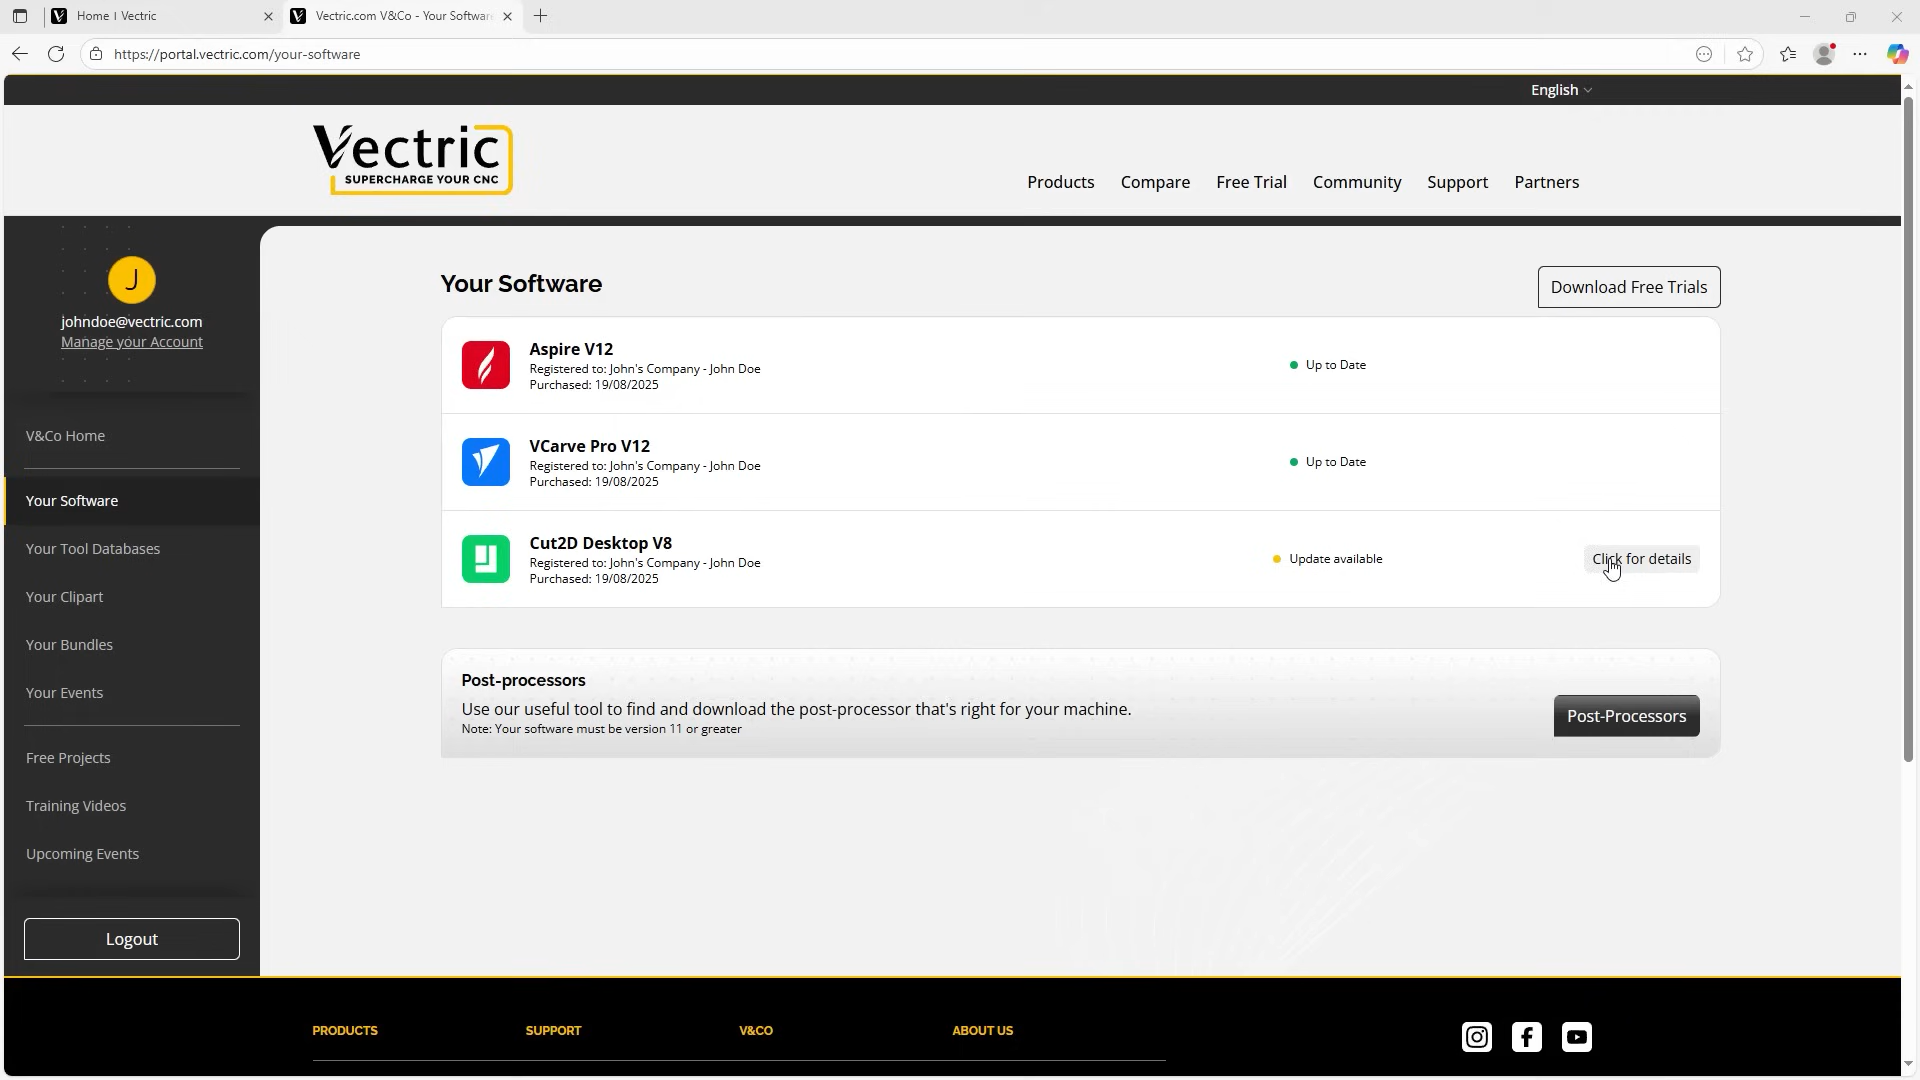 Home | Vectric
Vectric.com V&Co - Your Softwar
https://portal.vectric.com/your-software
English
Vectric
SUPERCHARGE YOUR CNC
Products Compare Free Trial Community Support Partners
J
johndoe@vectric.com
Manage your Account
V&Co Home
Your Software
Your Tool Databases
Your Clipart
Your Bundles
Your Events
Free Projects
Training Videos
Upcoming Events
Logout
Your Software
Download Free Trials
Aspire V12
Registered to: John's Company - John Doe
Purchased: 19/08/2025
Up to Date
VCarve Pro V12
Registered to: John's Company - John Doe
Purchased: 19/08/2025
Up to Date
Cut2D Desktop V8
Registered to: John's Company - John Doe
Purchased: 19/08/2025
Update available
Click for details
Post-processors
Use our useful tool to find and download the post-processor that's right for your machine.
Note: Your software must be version 11 or greater
Post-Processors
PRODUCTS SUPPORT V&CO ABOUT US